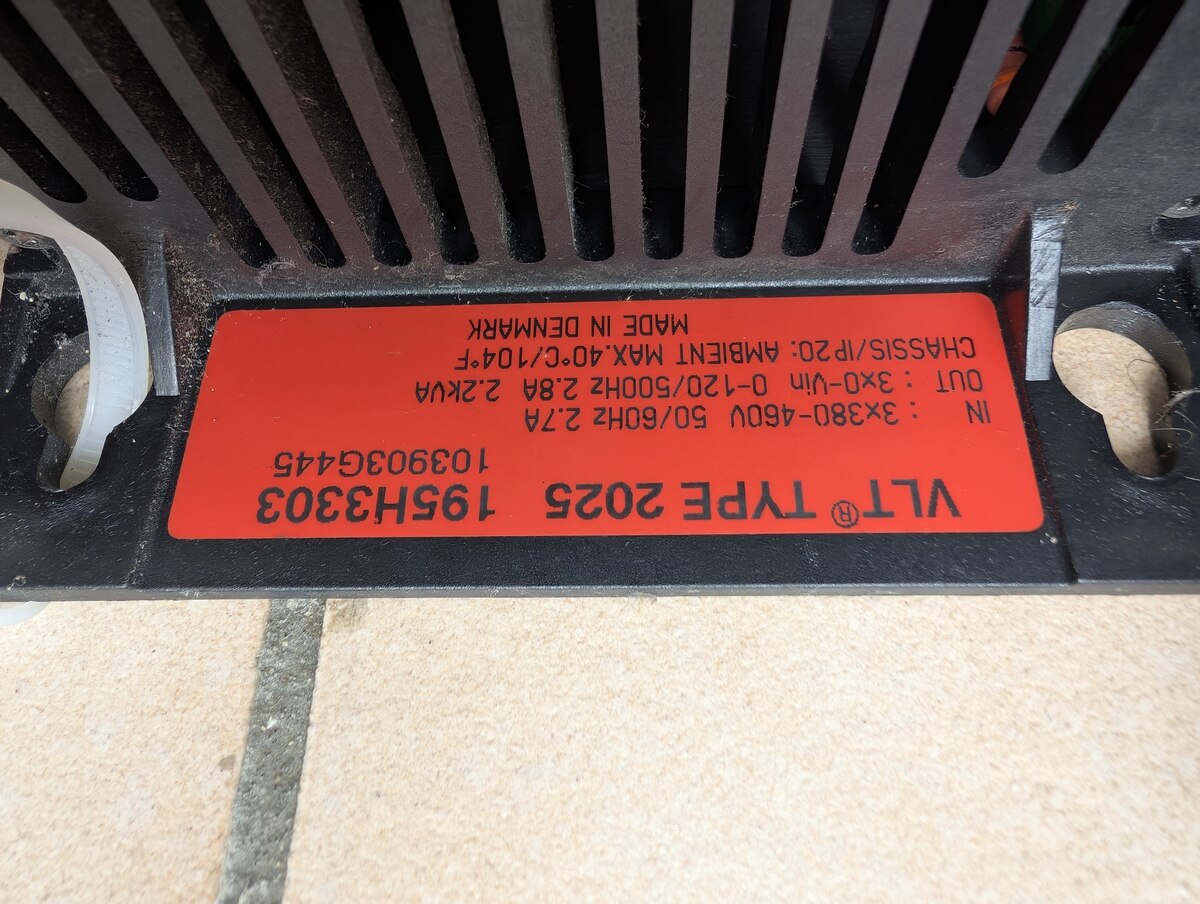 VLT® TYPE 2025 195H3303
103903G445
IN : 3x380-460V 50/60Hz 2.7A
OUT : 3x0-Vin 0-120/500Hz 2.8A 2.2kVA
CHASSIS/IP20: AMBIENT MAX.40°C/104°F
MADE IN DENMARK